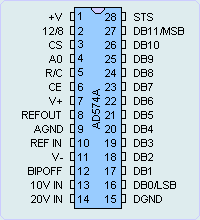 +V 1 28 STS
12/8 2 27 DB11/MSB
CS 3 26 DB10
A0 4 25 DB9
R/C 5 24 DB8
CE 6 23 DB7
V+ 7 22 DB6
REFOUT 8 21 DB5
AGND 9 20 DB4
REF IN 10 19 DB3
V- 11 18 DB2
BIPOFF 12 17 DB1
10V IN 13 16 DB0/LSB
20V IN 14 15 DGND
AD574A